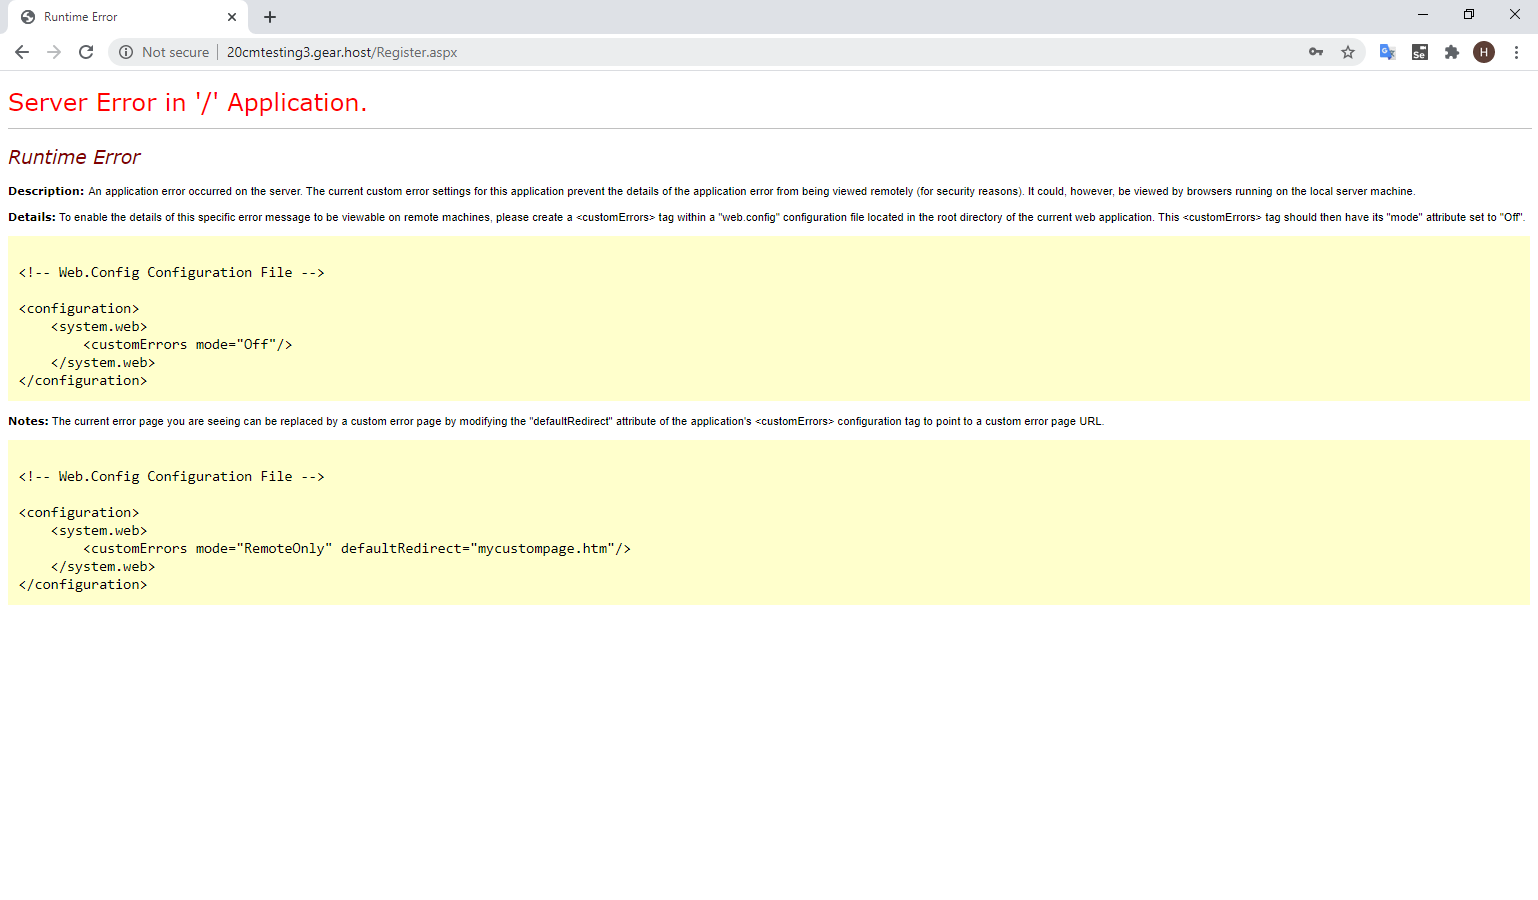 Runtime Error
Not secure
20cmtesting3.gear.host/Register.aspx
Se
H
Server Error in '/' Application.
Runtime Error
Description: An application error occurred on the server. The current custom error settings for this application prevent the details of the application error from being viewed remotely (for security reasons). It could, however, be viewed by browsers running on the local server machine.
Details: To enable the details of this specific error message to be viewable on remote machines, please create a <customErrors> tag within a "web.config" configuration file located in the root directory of the current web application. This <customErrors> tag should then have its "mode" attribute set to "Off".
<!-- Web.Config Configuration File -->
<configuration>
    <system.web>
        <customErrors mode="Off"/>
    </system.web>
</configuration>
Notes: The current error page you are seeing can be replaced by a custom error page by modifying the "defaultRedirect" attribute of the application's <customErrors> configuration tag to point to a custom error page URL.
<!-- Web.Config Configuration File -->
<configuration>
    <system.web>
        <customErrors mode="RemoteOnly" defaultRedirect="mycustompage.htm"/>
    </system.web>
</configuration>